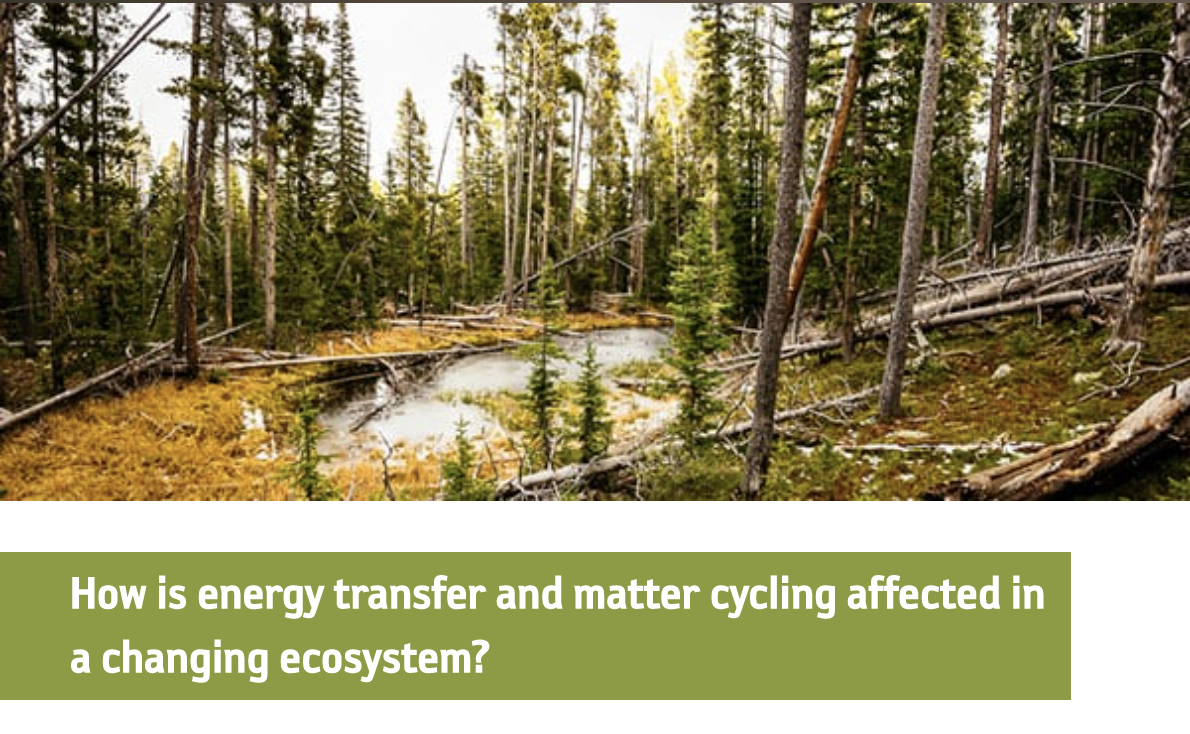 How is energy transfer and matter cycling affected in
a changing ecosystem?